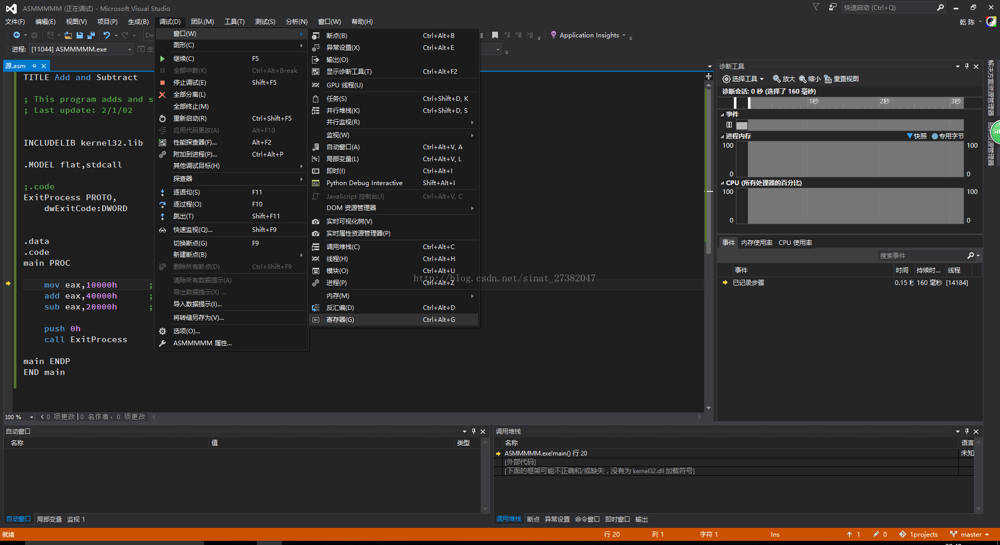 ASMMMMM (正在调试) - Microsoft Visual Studio
快速启动 (Ctrl+Q)
文件(F) 编辑(E) 视图(V) 项目(P) 生成(B) 调试(D) 团队(M) 工具(T) 测试(S) 分析(N) 窗口(W) 帮助(H)
乾 陈
De
Application Insights
进程: [11044] ASMMMMM.exe 生
源.asm
TITLE Add and Subtract
; This program adds and s
; Last update: 2/1/02
INCLUDELIB kernel32.lib
.MODEL flat,stdcall
;.code
ExitProcess PROTO,
dwExitCode:DWORD
.data
.code
main PROC
mov eax,10000h ;
add eax,40000h ;
sub eax,20000h ;
push 0h
call ExitProcess
main ENDP
END main
窗口(W)
图形(C)
继续(C) F5
全部中断(K) Ctrl+Alt+Break
停止调试(E) Shift+F5
全部分离(L)
全部终止(M)
重新启动(R) Ctrl+Shift+F5
应用代码更改(A) Alt+F10
性能探查器(F)... Alt+F2
附加到进程(P)... Ctrl+Alt+P
其他调试目标(H)
探查器
逐语句(S) F11
逐过程(O) F10
跳出(T) Shift+F11
快速监视(Q)... Shift+F9
切换断点(G) F9
新建断点(B)
删除所有断点(D) Ctrl+Shift+F9
清除所有数据提示(A)
导出数据提示(X) ...
导入数据提示(I)...
将转储另存为(V)...
选项(O)...
ASMMMMM 属性...
断点(B) Ctrl+Alt+B
异常设置(X) Ctrl+Alt+E
输出(O)
显示诊断工具(T) Ctrl+Alt+F2
GPU 线程(U)
任务(S) Ctrl+Shift+D, K
并行堆栈(K) Ctrl+Shift+D, S
并行监视(R)
监视(W)
自动窗口(A) Ctrl+Alt+V, A
局部变量(L) Ctrl+Alt+V, L
即时(I) Ctrl+Alt+I
Python Debug Interactive Shift+Alt+I
JavaScript 控制台(J) Ctrl+Alt+V, C
DOM 资源管理器
实时可视化树(V)
实时属性资源管理器(P)
调用堆栈(C) Ctrl+Alt+C
线程(H) Ctrl+Alt+H
模块(O) Ctrl+Alt+U
进程(P) Ctrl+Alt+Z
内存(M)
反汇编(D) Ctrl+Alt+D
寄存器(G) Ctrl+Alt+G
http://blog.csdn.net/sinat_27382047
诊断工具
选择工具 放大 缩小 重置视图
诊断会话: 0 秒 (选择了 160 毫秒)
1秒 2秒 3秒
事件
进程内存 快照 专用字节
100 100
0 0
CPU (所有处理器的百分比)
100 100
0 0
事件 内存使用率 CPU 使用率
搜索事件
事件 时间 持续时... 线程
已记录步骤 0.15 秒 160 毫秒 [14184]
解决方案资源管理器
资源管理器
50
100 % 0 项更改 | 0 名作者, 0 项更改
自动窗口
名称 值 类型
自动窗口 局部变量 监视 1
调用堆栈
名称 语言
ASMMMMM.exe!main() 行 20 未知
[外部代码]
[下面的框架可能不正确和/或缺失，没有为 kernel32.dll 加载符号]
调用堆栈 断点 异常设置 命令窗口 即时窗口 输出
就绪 行 20 列 1 字符 1 Ins 1 0 1projects master